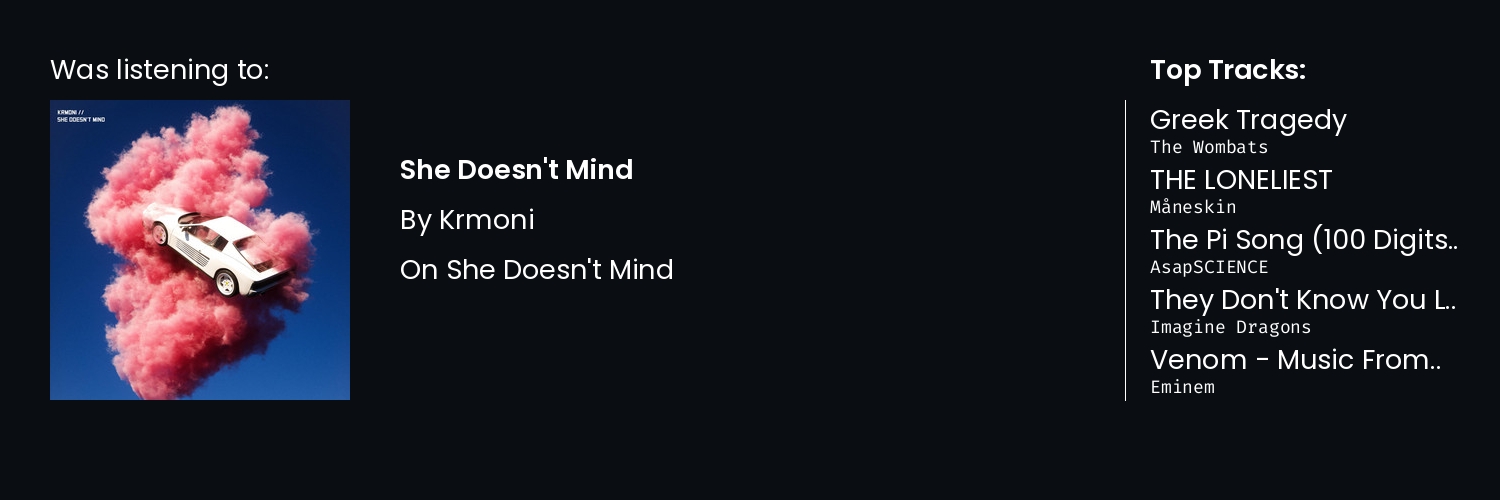 Was listening to:
KRMONI //
SHE DOESN'T MIND
She Doesn't Mind
By Krmoni
On She Doesn't Mind
Top Tracks:
Greek Tragedy
The Wombats
THE LONELIEST
Måneskin
The Pi Song (100 Digits..
AsapSCIENCE
They Don't Know You L..
Imagine Dragons
Venom - Music From..
Eminem